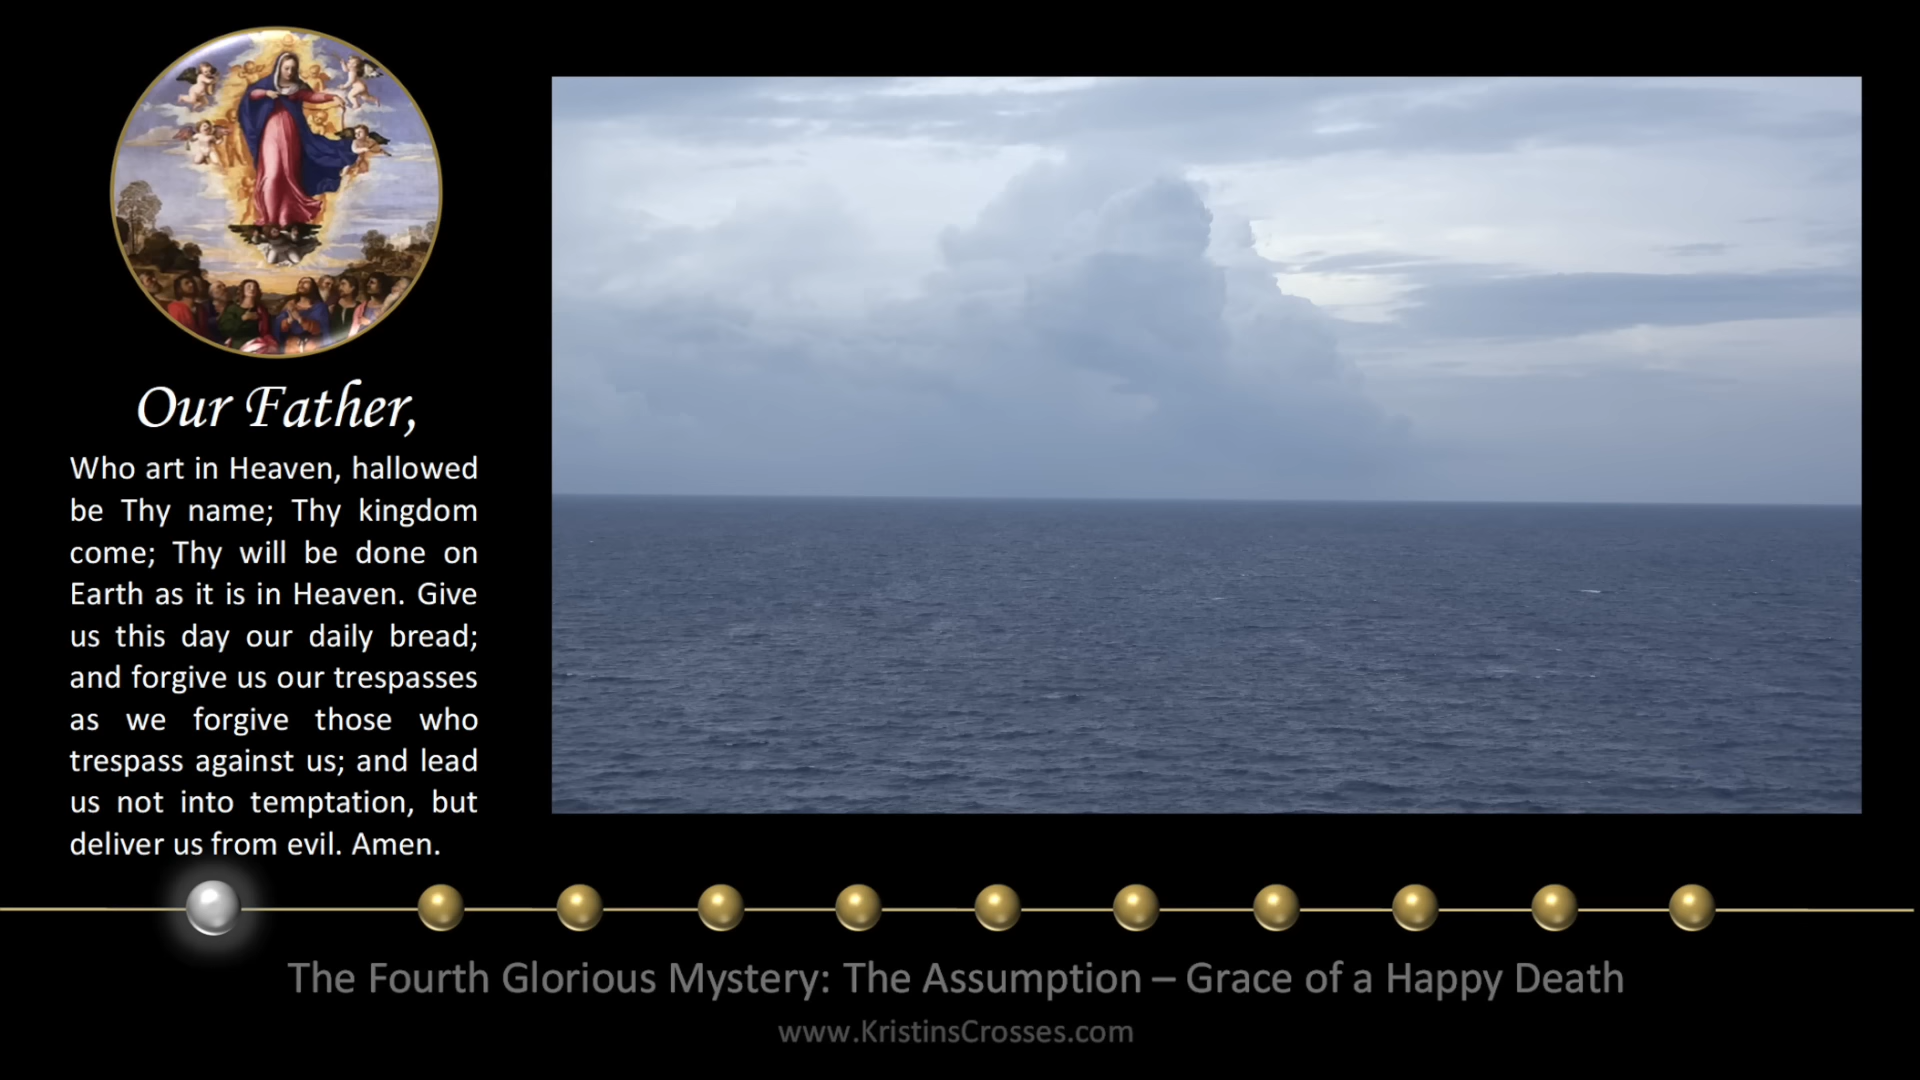 Our Father,
Who art in Heaven, hallowed
be Thy name; Thy kingdom
come; Thy will be done on
Earth as it is in Heaven. Give
us this day our daily bread;
and forgive us our trespasses
as we forgive those who
trespass against us; and lead
us not into temptation, but
deliver us from evil. Amen.
The Fourth Glorious Mystery: The Assumption – Grace of a Happy Death
www.KristinsCrosses.com